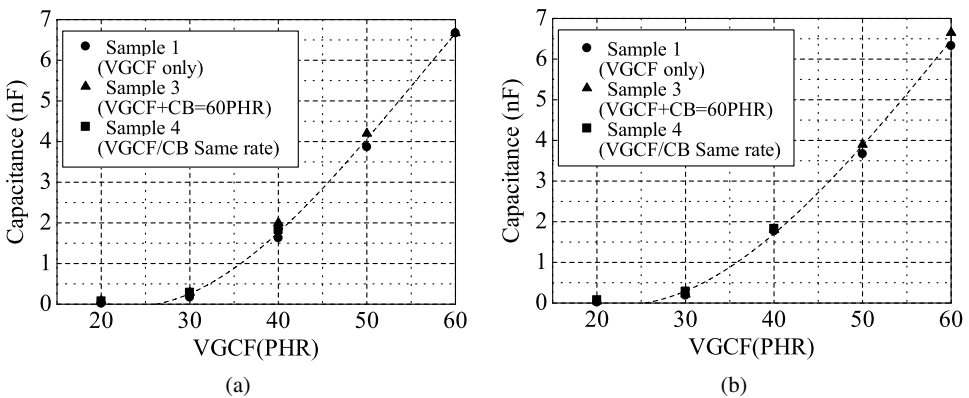 7
6
5
4
3
2
1
0
Capacitance (nF)
Sample 1
(VGCF only)
Sample 3
(VGCF+CB=60PHR)
Sample 4
(VGCF/CB Same rate)
20 30 40 50 60
VGCF(PHR)
(a)
7
6
5
4
3
2
1
0
Capacitance (nF)
Sample 1
(VGCF only)
Sample 3
(VGCF+CB=60PHR)
Sample 4
(VGCF/CB Same rate)
20 30 40 50 60
VGCF(PHR)
(b)